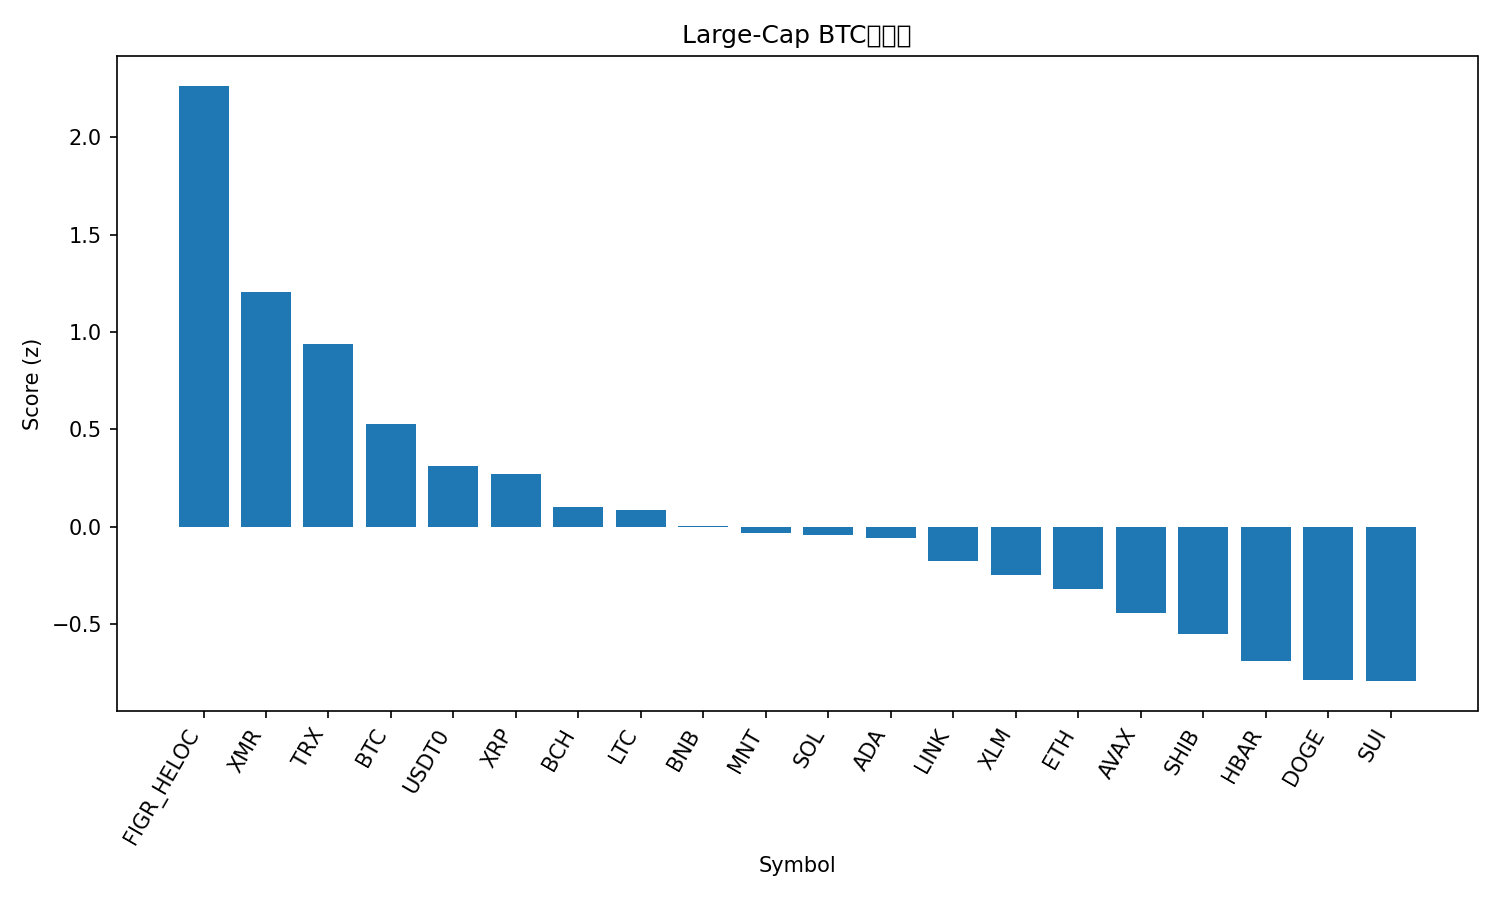 Large-Cap BTC
Score (z)
2.0
1.5
1.0
0.5
0.0
−0.5
FIGR_HELOC
XMR
TRX
BTC
USDT0
XRP
BCH
LTC
BNB
MNT
SOL
ADA
LINK
XLM
ETH
AVAX
SHIB
HBAR
DOGE
SUI
Symbol